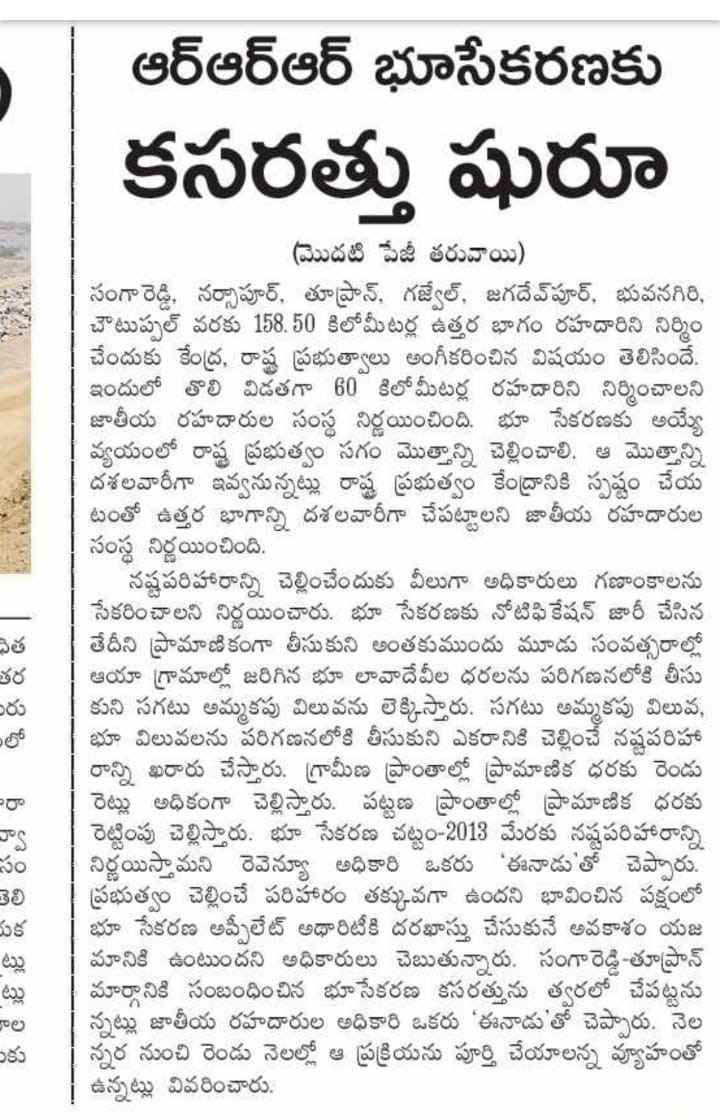 ఆర్ఆర్ఆర్ భూసేకరణకు
కసరత్తు షురూ
(మొదటి పేజీ తరువాయి)
సంగారెడ్డి, నర్సాపూర్, తూప్రాన్, గజ్వేల్, జగదేవ్‌పూర్, భువనగిరి,
చౌటుప్పల్ వరకు 158.50 కిలోమీటర్ల ఉత్తర భాగం రహదారిని నిర్మిం
చేందుకు కేంద్ర, రాష్ట్ర ప్రభుత్వాలు అంగీకరించిన విషయం తెలిసిందే.
ఇందులో తొలి విడతగా 60 కిలోమీటర్ల రహదారిని నిర్మించాలని
జాతీయ రహదారుల సంస్థ నిర్ణయించింది. భూ సేకరణకు అయ్యే
వ్యయంలో రాష్ట్ర ప్రభుత్వం సగం మొత్తాన్ని చెల్లించాలి. ఆ మొత్తాన్ని
దశలవారీగా ఇవ్వనున్నట్లు రాష్ట్ర ప్రభుత్వం కేంద్రానికి స్పష్టం చేయ
టంతో ఉత్తర భాగాన్ని దశలవారీగా చేపట్టాలని జాతీయ రహదారుల
సంస్థ నిర్ణయించింది.
నష్టపరిహారాన్ని చెల్లించేందుకు వీలుగా అధికారులు గణాంకాలను
సేకరించాలని నిర్ణయించారు. భూ సేకరణకు నోటిఫికేషన్ జారీ చేసిన
తేదీని ప్రామాణికంగా తీసుకుని అంతకుముందు మూడు సంవత్సరాల్లో
ఆయా గ్రామాల్లో జరిగిన భూ లావాదేవీల ధరలను పరిగణనలోకి తీసు
కుని సగటు అమ్మకపు విలువను లెక్కిస్తారు. సగటు అమ్మకపు విలువ,
భూ విలువలను పరిగణనలోకి తీసుకుని ఎకరానికి చెల్లించే నష్టపరిహా
రాన్ని ఖరారు చేస్తారు. గ్రామీణ ప్రాంతాల్లో ప్రామాణిక ధరకు రెండు
రెట్లు అధికంగా చెల్లిస్తారు. పట్టణ ప్రాంతాల్లో ప్రామాణిక ధరకు
రెట్టింపు చెల్లిస్తారు. భూ సేకరణ చట్టం-2013 మేరకు నష్టపరిహారాన్ని
నిర్ణయిస్తామని రెవెన్యూ అధికారి ఒకరు ‘ఈనాడు’తో చెప్పారు.
ప్రభుత్వం చెల్లించే పరిహారం తక్కువగా ఉందని భావించిన పక్షంలో
భూ సేకరణ అప్పీలేట్ అథారిటీకి దరఖాస్తు చేసుకునే అవకాశం యజ
మానికి ఉంటుందని అధికారులు చెబుతున్నారు. సంగారెడ్డి-తూప్రాన్
మార్గానికి సంబంధించిన భూసేకరణ కసరత్తును త్వరలో చేపట్టను
న్నట్లు జాతీయ రహదారుల అధికారి ఒకరు ‘ఈనాడు’తో చెప్పారు. నెల
న్నర నుంచి రెండు నెలల్లో ఆ ప్రక్రియను పూర్తి చేయాలన్న వ్యూహంతో
ఉన్నట్లు వివరించారు.